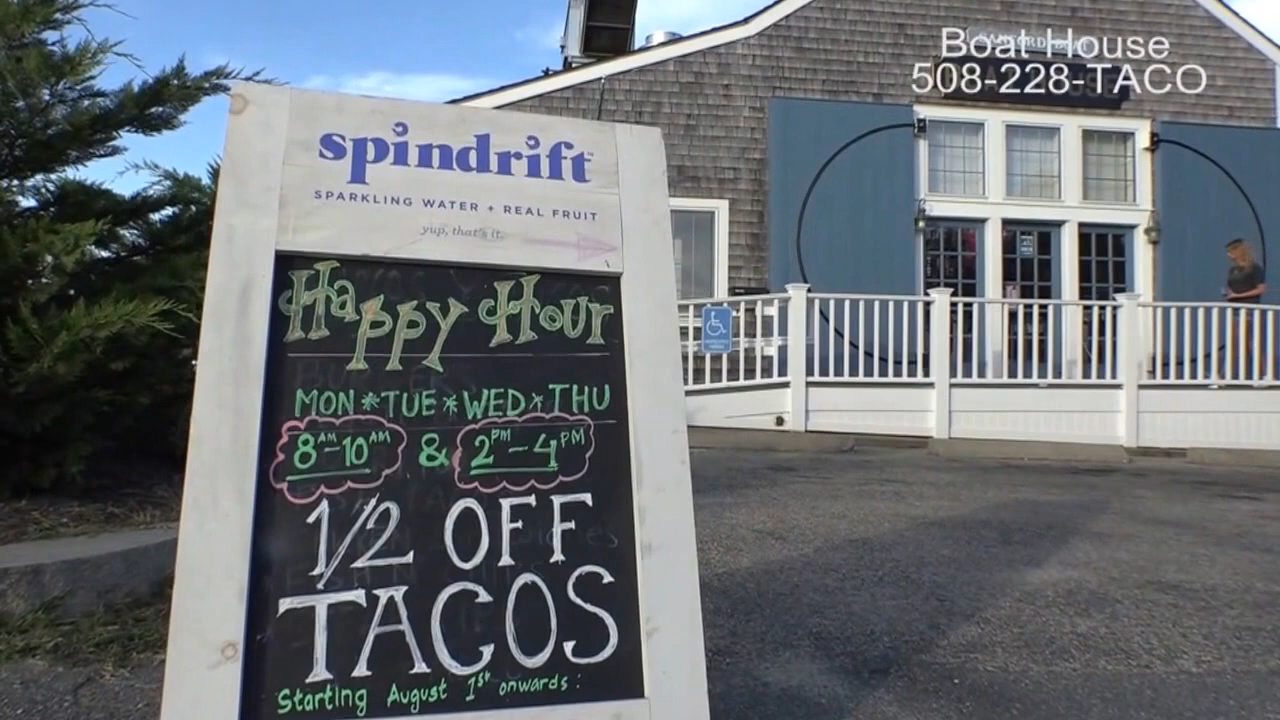 Boat House
508-228-TACO
spindrift™
SPARKLING WATER + REAL FRUIT
yup, that's it.
Happy Hour
MON * TUE * WED * THU
8AM-10AM & 2PM-4PM
1/2 OFF
TACOS
Starting August 1st onwards: